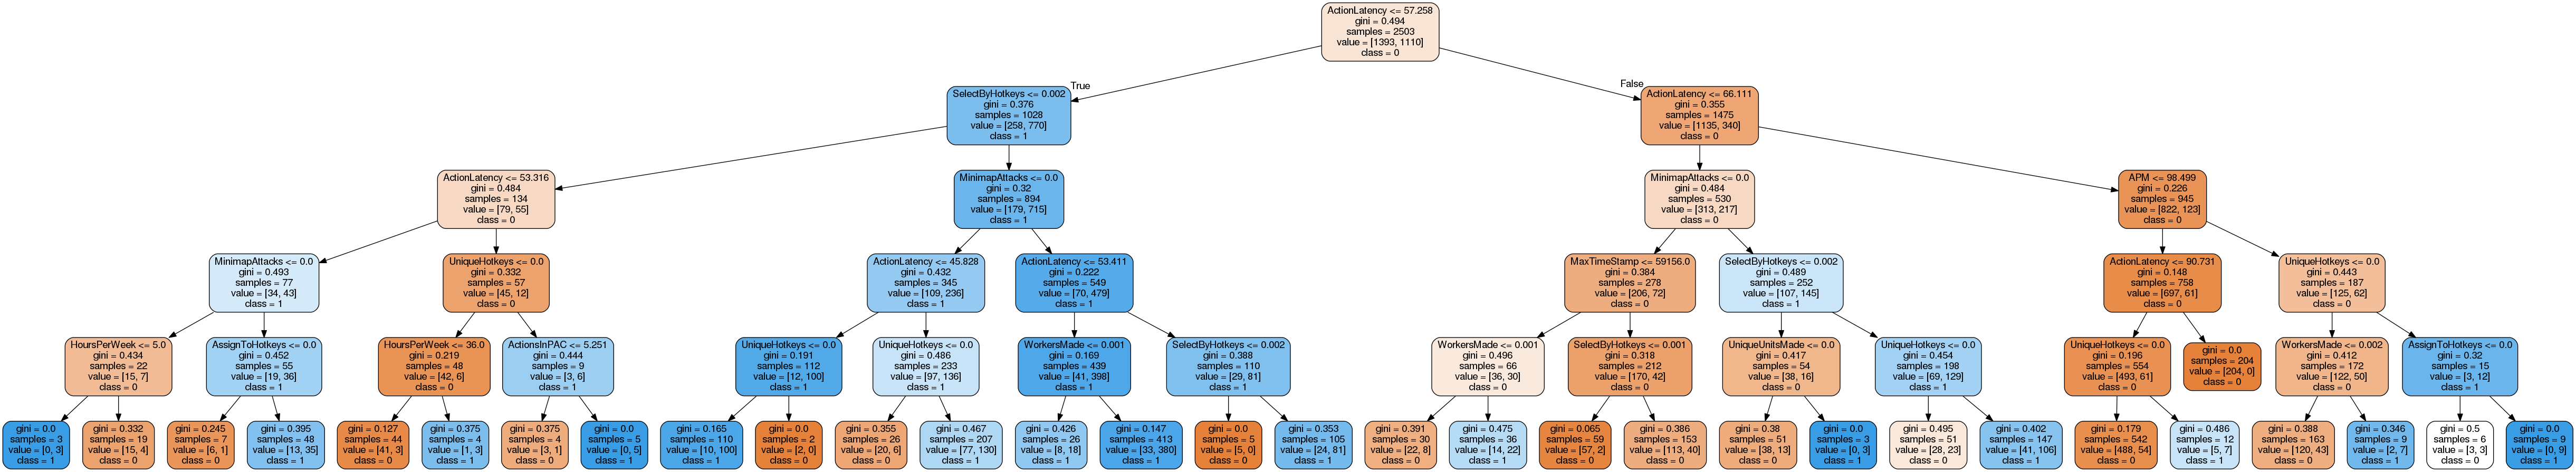 ActionLatency <= 57.258
gini = 0.494
samples = 2503
value = [1393, 1110]
class = 0
True
False
SelectByHotkeys <= 0.002
gini = 0.376
samples = 1028
value = [258, 770]
class = 1
ActionLatency <= 66.111
gini = 0.355
samples = 1475
value = [1135, 340]
class = 0
ActionLatency <= 53.316
gini = 0.484
samples = 134
value = [79, 55]
class = 0
MinimapAttacks <= 0.0
gini = 0.32
samples = 894
value = [179, 715]
class = 1
MinimapAttacks <= 0.0
gini = 0.484
samples = 530
value = [313, 217]
class = 0
APM <= 98.499
gini = 0.226
samples = 945
value = [822, 123]
class = 0
MinimapAttacks <= 0.0
gini = 0.493
samples = 77
value = [34, 43]
class = 1
UniqueHotkeys <= 0.0
gini = 0.332
samples = 57
value = [45, 12]
class = 0
ActionLatency <= 45.828
gini = 0.432
samples = 345
value = [109, 236]
class = 1
ActionLatency <= 53.411
gini = 0.222
samples = 549
value = [70, 479]
class = 1
MaxTimeStamp <= 59156.0
gini = 0.384
samples = 278
value = [206, 72]
class = 0
SelectByHotkeys <= 0.002
gini = 0.489
samples = 252
value = [107, 145]
class = 1
ActionLatency <= 90.731
gini = 0.148
samples = 758
value = [697, 61]
class = 0
UniqueHotkeys <= 0.0
gini = 0.443
samples = 187
value = [125, 62]
class = 0
HoursPerWeek <= 5.0
gini = 0.434
samples = 22
value = [15, 7]
class = 0
AssignToHotkeys <= 0.0
gini = 0.452
samples = 55
value = [19, 36]
class = 1
HoursPerWeek <= 36.0
gini = 0.219
samples = 48
value = [42, 6]
class = 0
ActionsInPAC <= 5.251
gini = 0.444
samples = 9
value = [3, 6]
class = 1
UniqueHotkeys <= 0.0
gini = 0.191
samples = 112
value = [12, 100]
class = 1
UniqueHotkeys <= 0.0
gini = 0.486
samples = 233
value = [97, 136]
class = 1
WorkersMade <= 0.001
gini = 0.169
samples = 439
value = [41, 398]
class = 1
SelectByHotkeys <= 0.002
gini = 0.388
samples = 110
value = [29, 81]
class = 1
WorkersMade <= 0.001
gini = 0.496
samples = 66
value = [36, 30]
class = 0
SelectByHotkeys <= 0.001
gini = 0.318
samples = 212
value = [170, 42]
class = 0
UniqueUnitsMade <= 0.0
gini = 0.417
samples = 54
value = [38, 16]
class = 0
UniqueHotkeys <= 0.0
gini = 0.454
samples = 198
value = [69, 129]
class = 1
UniqueHotkeys <= 0.0
gini = 0.196
samples = 554
value = [493, 61]
class = 0
gini = 0.0
samples = 204
value = [204, 0]
class = 0
WorkersMade <= 0.002
gini = 0.412
samples = 172
value = [122, 50]
class = 0
AssignToHotkeys <= 0.0
gini = 0.32
samples = 15
value = [3, 12]
class = 1
gini = 0.0
samples = 3
value = [0, 3]
class = 1
gini = 0.332
samples = 19
value = [15, 4]
class = 0
gini = 0.245
samples = 7
value = [6, 1]
class = 0
gini = 0.395
samples = 48
value = [13, 35]
class = 1
gini = 0.127
samples = 44
value = [41, 3]
class = 0
gini = 0.375
samples = 4
value = [1, 3]
class = 1
gini = 0.375
samples = 4
value = [3, 1]
class = 0
gini = 0.0
samples = 5
value = [0, 5]
class = 1
gini = 0.165
samples = 110
value = [10, 100]
class = 1
gini = 0.0
samples = 2
value = [2, 0]
class = 0
gini = 0.355
samples = 26
value = [20, 6]
class = 0
gini = 0.467
samples = 207
value = [77, 130]
class = 1
gini = 0.426
samples = 26
value = [8, 18]
class = 1
gini = 0.147
samples = 413
value = [33, 380]
class = 1
gini = 0.0
samples = 5
value = [5, 0]
class = 0
gini = 0.353
samples = 105
value = [24, 81]
class = 1
gini = 0.391
samples = 30
value = [22, 8]
class = 0
gini = 0.475
samples = 36
value = [14, 22]
class = 1
gini = 0.065
samples = 59
value = [57, 2]
class = 0
gini = 0.386
samples = 153
value = [113, 40]
class = 0
gini = 0.38
samples = 51
value = [38, 13]
class = 0
gini = 0.0
samples = 3
value = [0, 3]
class = 1
gini = 0.495
samples = 51
value = [28, 23]
class = 0
gini = 0.402
samples = 147
value = [41, 106]
class = 1
gini = 0.179
samples = 542
value = [488, 54]
class = 0
gini = 0.486
samples = 12
value = [5, 7]
class = 1
gini = 0.388
samples = 163
value = [120, 43]
class = 0
gini = 0.346
samples = 9
value = [2, 7]
class = 1
gini = 0.5
samples = 6
value = [3, 3]
class = 0
gini = 0.0
samples = 9
value = [0, 9]
class = 1